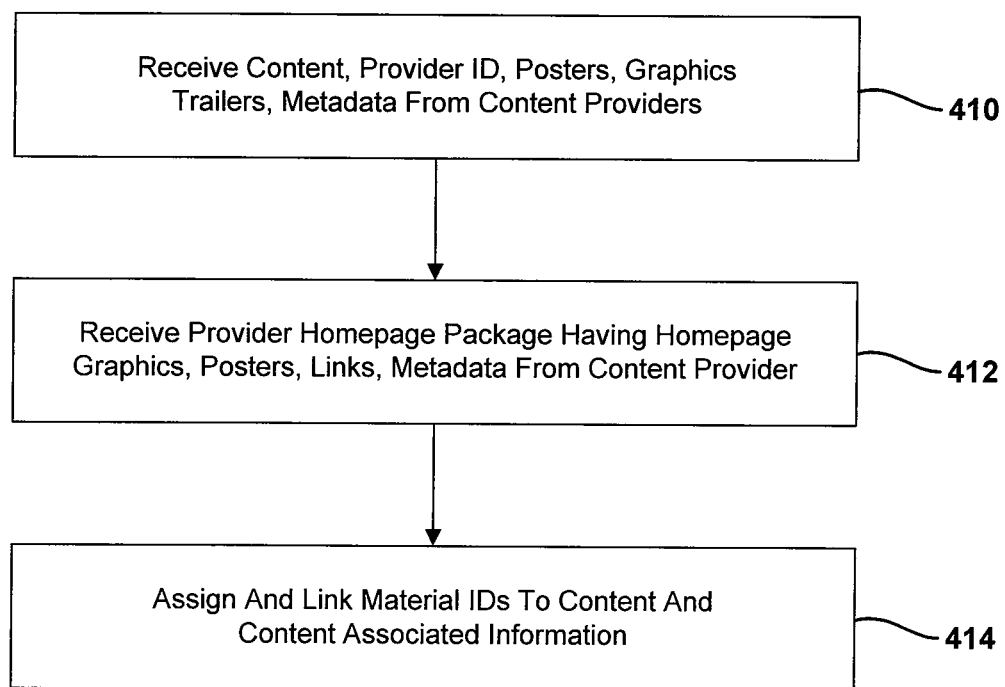 Receive Content, Provider ID, Posters, Graphics
Trailers, Metadata From Content Providers
410
Receive Provider Homepage Package Having Homepage
Graphics, Posters, Links, Metadata From Content Provider
412
Assign And Link Material IDs To Content And
Content Associated Information
414